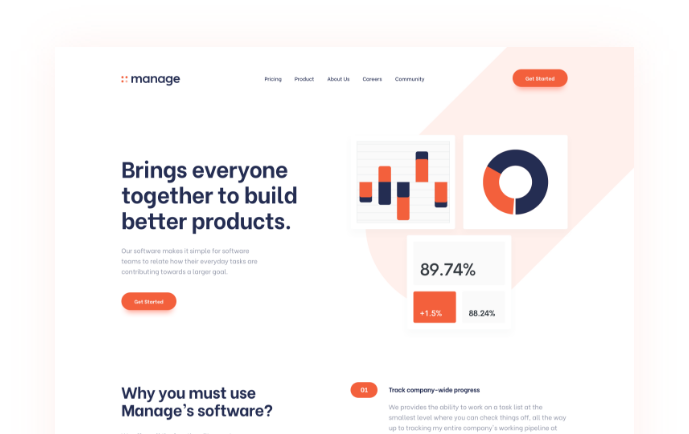 manage
Pricing Product About Us Careers Community
Get Started
Brings everyone
together to build
better products.
Our software makes it simple for software
teams to relate how their everyday tasks are
contributing towards a larger goal.
Get Started
89.74%
+1.5%
88.24%
Why you must use
Manage's software?
01
Track company-wide progress
We provides the ability to work on a task list at the
smallest level where you can check things off, all the way
up to tracking my entire company's working pipeline at